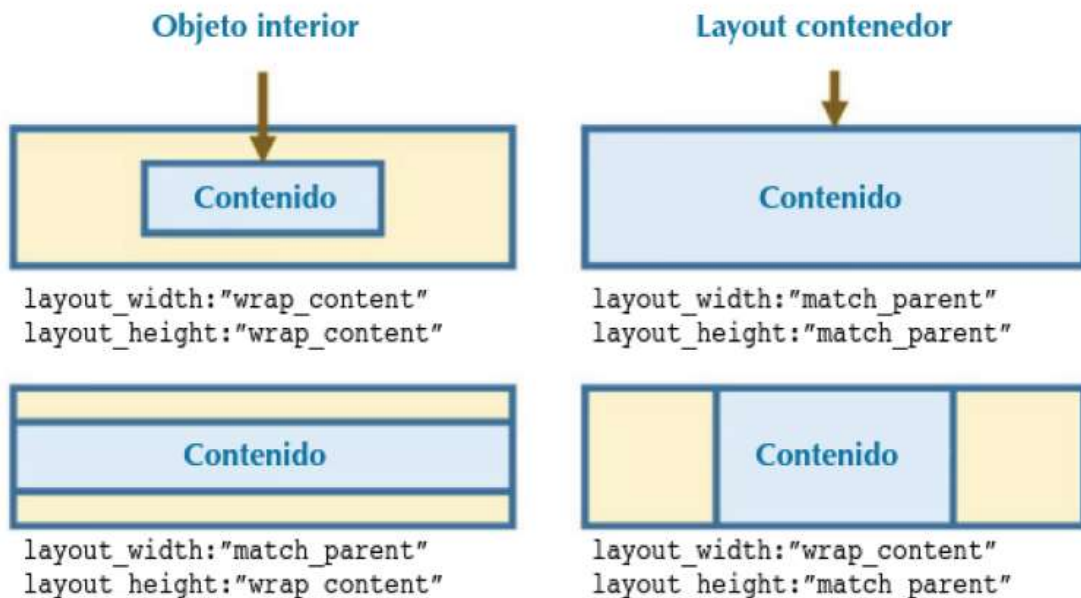 Objeto interior
Layout contenedor
Contenido
Contenido
layout_width:”wrap_content”
layout_height:”wrap_content”
layout_width:”match_parent”
layout_height:”match_parent”
Contenido
Contenido
layout_width:”match_parent”
layout_height:”wrap_content”
layout_width:”wrap_content”
layout_height:”match_parent”